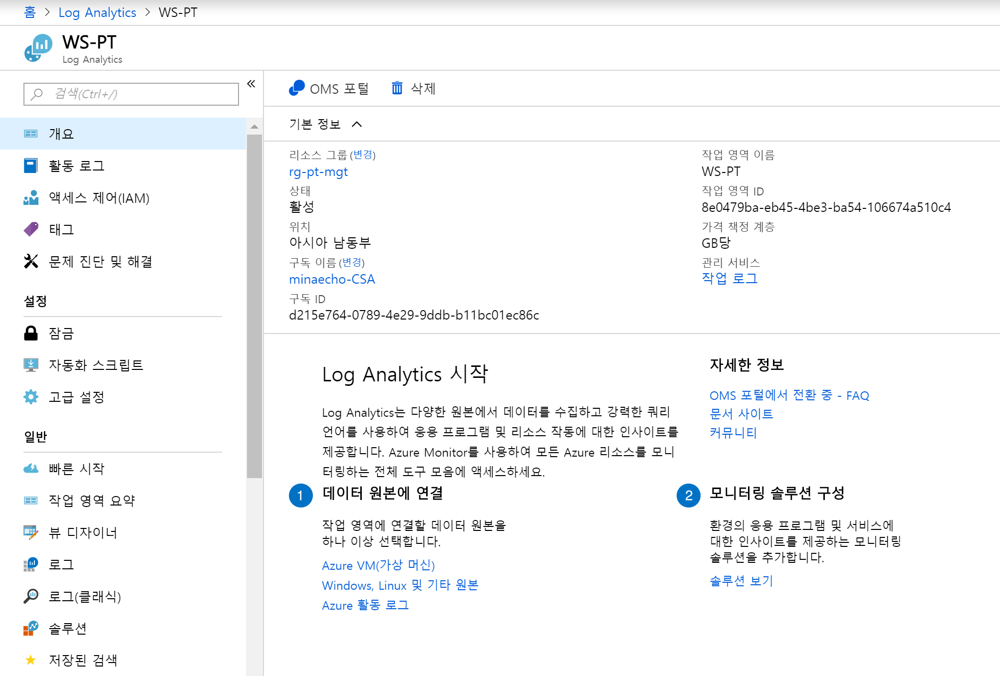 홈 > Log Analytics > WS-PT
WS-PT
Log Analytics
검색(Ctrl+/)
개요
활동 로그
액세스 제어(IAM)
태그
문제 진단 및 해결
설정
잠금
자동화 스크립트
고급 설정
일반
빠른 시작
작업 영역 요약
뷰 디자이너
로그
로그(클래식)
솔루션
저장된 검색
OMS 포털
삭제
기본 정보
리소스 그룹 (변경)
rg-pt-mgt
상태
활성
위치
아시아 남동부
구독 이름 (변경)
minaecho-CSA
구독 ID
d215e764-0789-4e29-9ddb-b11bc01ec86c
작업 영역 이름
WS-PT
작업 영역 ID
8e0479ba-eb45-4be3-ba54-106674a510c4
가격 책정 계층
GB당
관리 서비스
작업 로그
Log Analytics 시작
Log Analytics는 다양한 원본에서 데이터를 수집하고 강력한 쿼리
언어를 사용하여 응용 프로그램 및 리소스 작동에 대한 인사이트를
제공합니다. Azure Monitor를 사용하여 모든 Azure 리소스를 모니
터링하는 전체 도구 모음에 액세스하세요.
자세한 정보
OMS 포털에서 전환 중 - FAQ
문서 사이트
커뮤니티
1 데이터 원본에 연결
작업 영역에 연결할 데이터 원본을
하나 이상 선택합니다.
Azure VM(가상 머신)
Windows, Linux 및 기타 원본
Azure 활동 로그
2 모니터링 솔루션 구성
환경의 응용 프로그램 및 서비스에
대한 인사이트를 제공하는 모니터링
솔루션을 추가합니다.
솔루션 보기